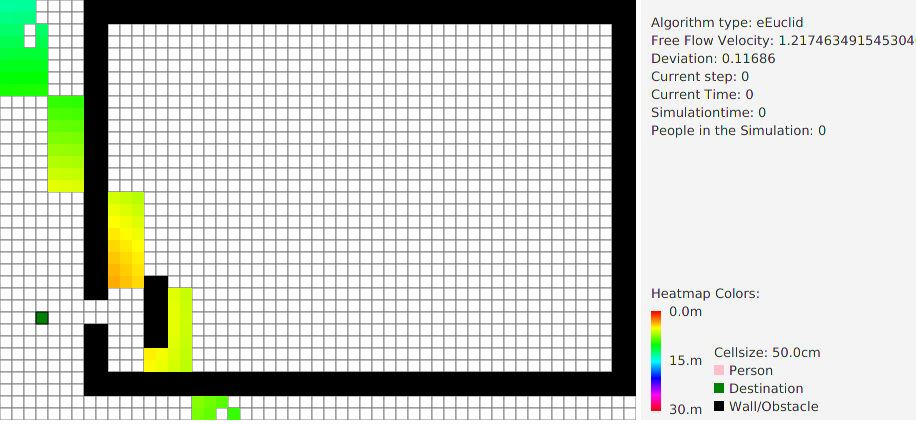 Algorithm type: eEuclid
Free Flow Velocity: 1.217463491545304
Deviation: 0.11686
Current step: 0
Current Time: 0
Simulationtime: 0
People in the Simulation: 0
Heatmap Colors:
0.0m
15.m
30.m
Cellsize: 50.0cm
Person
Destination
Wall/Obstacle